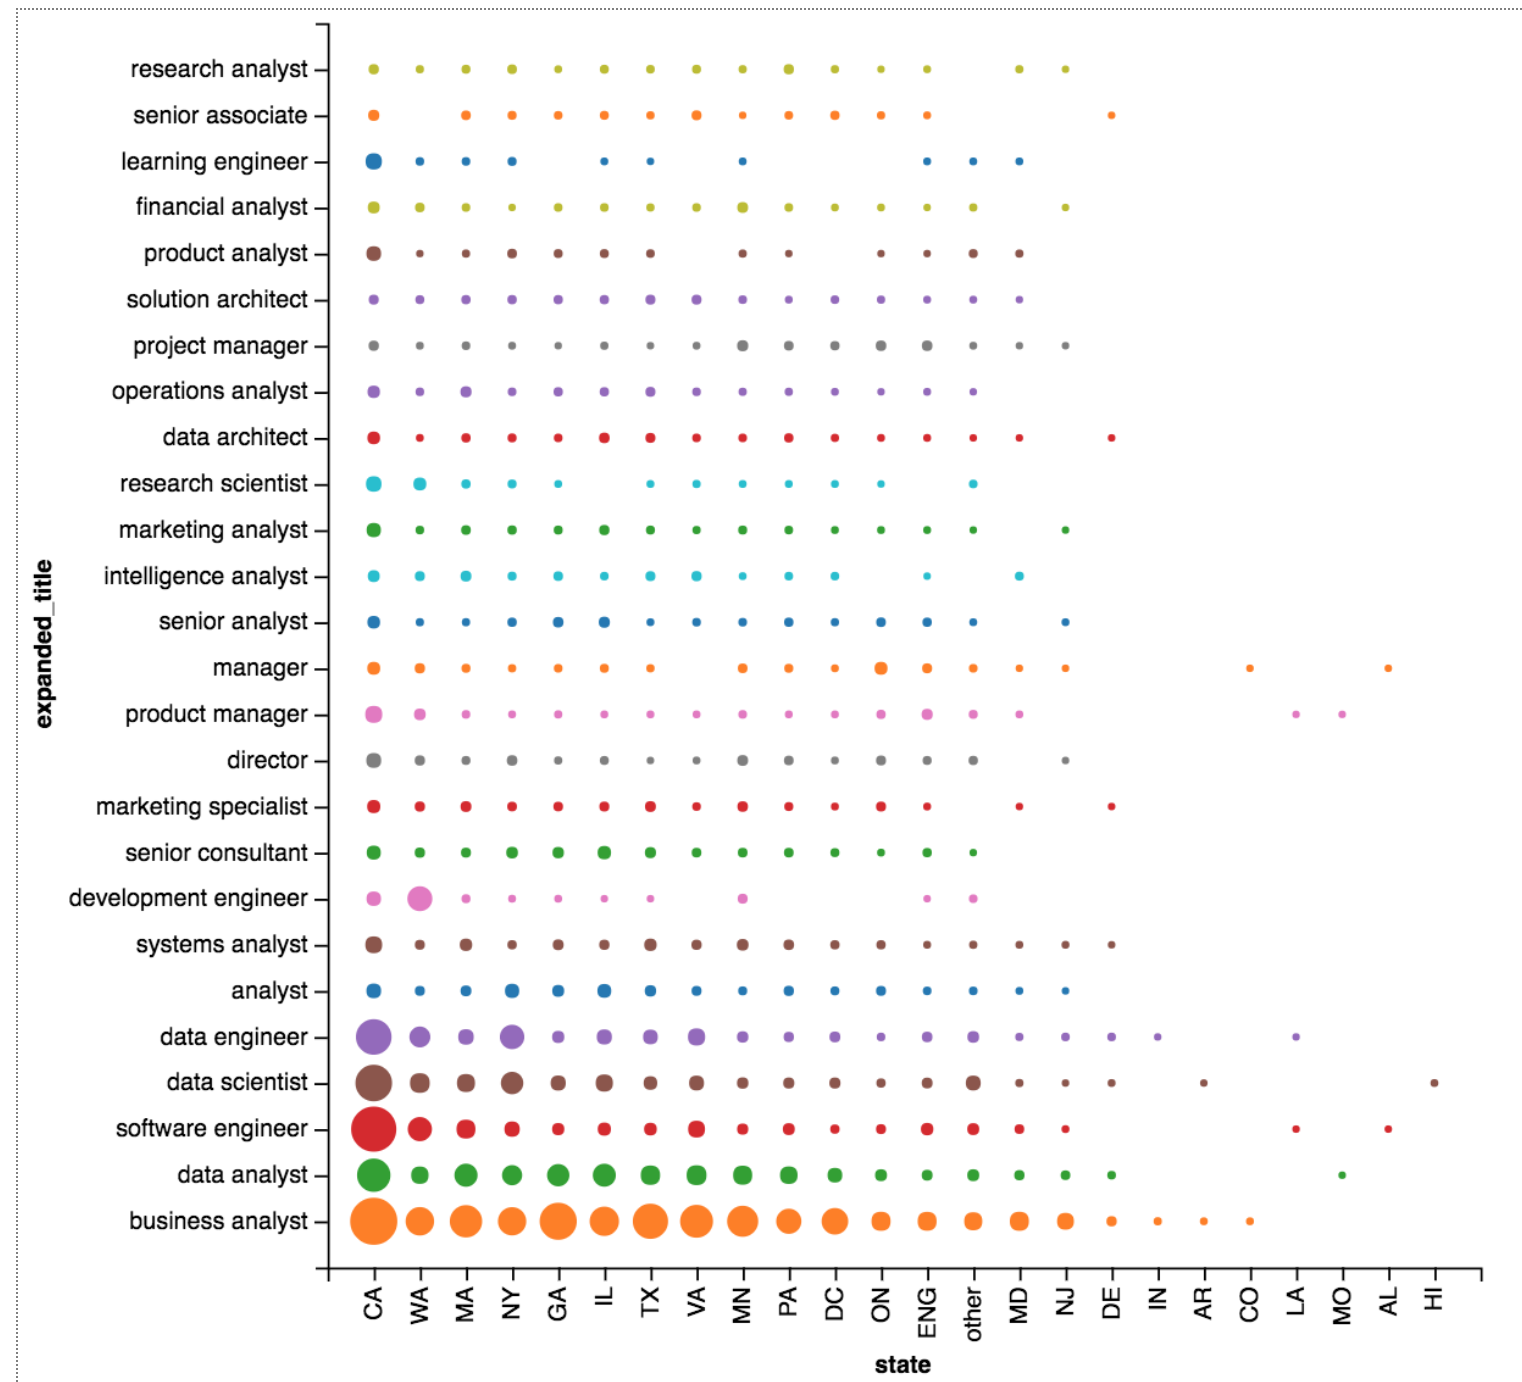 research analyst
senior associate
learning engineer
financial analyst
product analyst
solution architect
project manager
operations analyst
data architect
research scientist
marketing analyst
intelligence analyst
senior analyst
manager
product manager
director
marketing specialist
senior consultant
development engineer
systems analyst
analyst
data engineer
data scientist
software engineer
data analyst
business analyst
expanded_title
CA
WA
MA
NY
GA
IL
TX
VA
MN
PA
DC
ON
ENG
other
MD
NJ
DE
IN
AR
CO
LA
MO
AL
HI
state